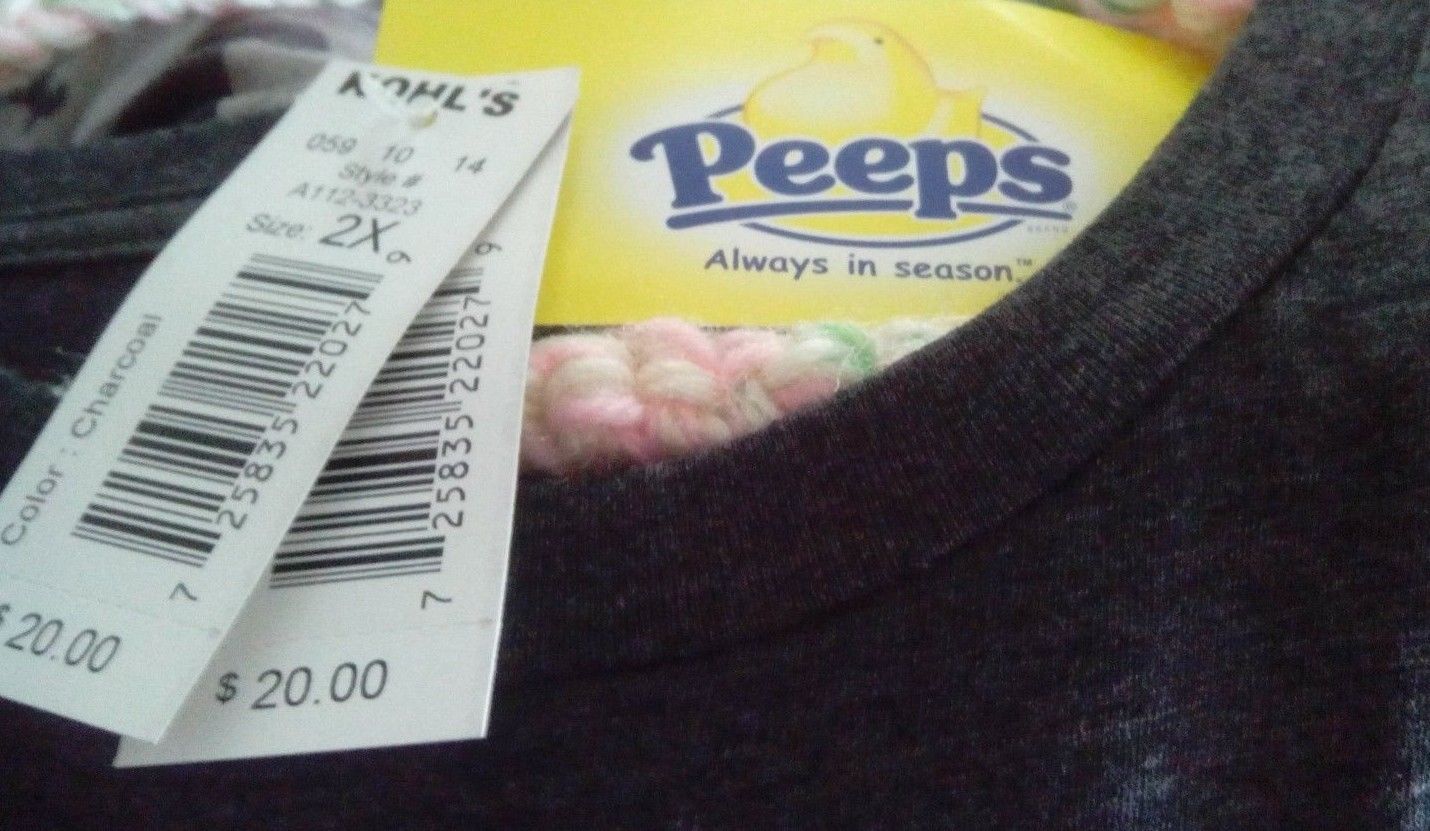 KOHL'S
059 10 14
Style #
A112-3323
Size: 2X
Color : Charcoal
7 25835 22027 9
$ 20.00
7 25835 22027 9
$ 20.00
Peeps®
Always in season.™